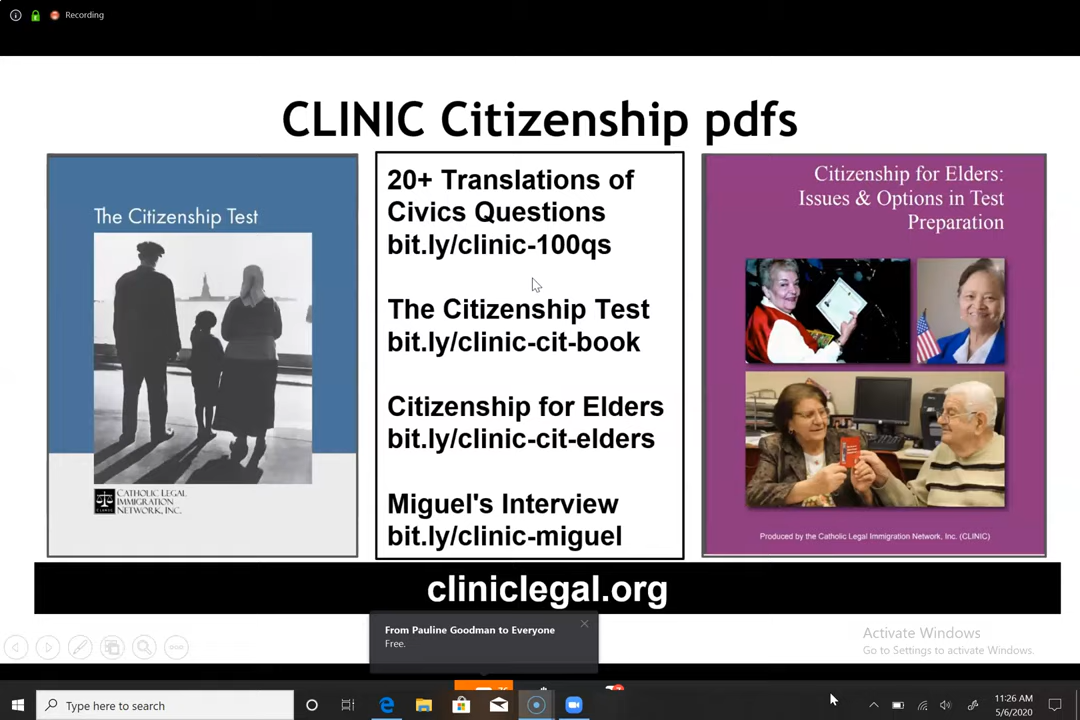 Recording
CLINIC Citizenship pdfs
The Citizenship Test
CATHOLIC LEGAL
IMMIGRATION
NETWORK, INC.
20+ Translations of
Civics Questions
bit.ly/clinic-100qs
The Citizenship Test
bit.ly/clinic-cit-book
Citizenship for Elders
bit.ly/clinic-cit-elders
Miguel's Interview
bit.ly/clinic-miguel
Citizenship for Elders:
Issues & Options in Test
Preparation
Produced by the Catholic Legal Immigration Network, Inc. (CLINIC)
cliniclegal.org
From Pauline Goodman to Everyone
Free.
Activate Windows
Go to Settings to activate Windows.
Type here to search
11:26 AM
5/6/2020